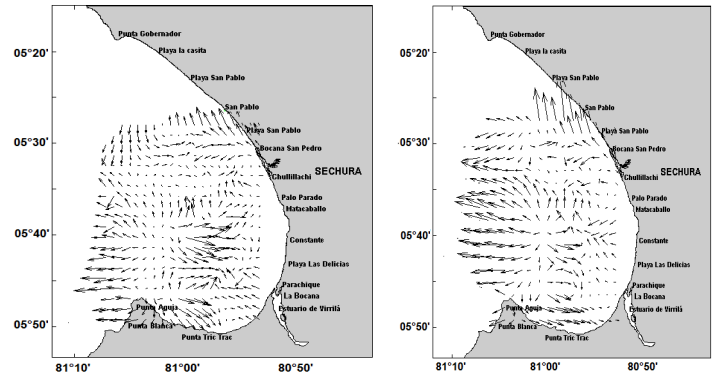 Punta Gobernador
05°20'
Playa la casita
Playa San Pablo
San Pablo
Playa San Pablo
05°30'
Bocana San Pedro
SECHURA
Chullillachi
Palo Parado
Matacaballo
05°40'
Constante
Playa Las Delicias
Parachique
La Bocana
Punta Aguja
Estuario de Virrilá
05°50'
Punta Blanca
Punta Tric Trac
81°10'
81°00'
80°50'
Punta Gobernador
05°20'
Playa la casita
Playa San Pablo
San Pablo
Playa San Pablo
05°30'
Bocana San Pedro
SECHURA
Chullillachi
Palo Parado
Matacaballo
05°40'
Constante
Playa Las Delicias
Parachique
La Bocana
Punta Aguja
Estuario de Virrilá
05°50'
Punta Blanca
Punta Tric Trac
81°10'
81°00'
80°50'